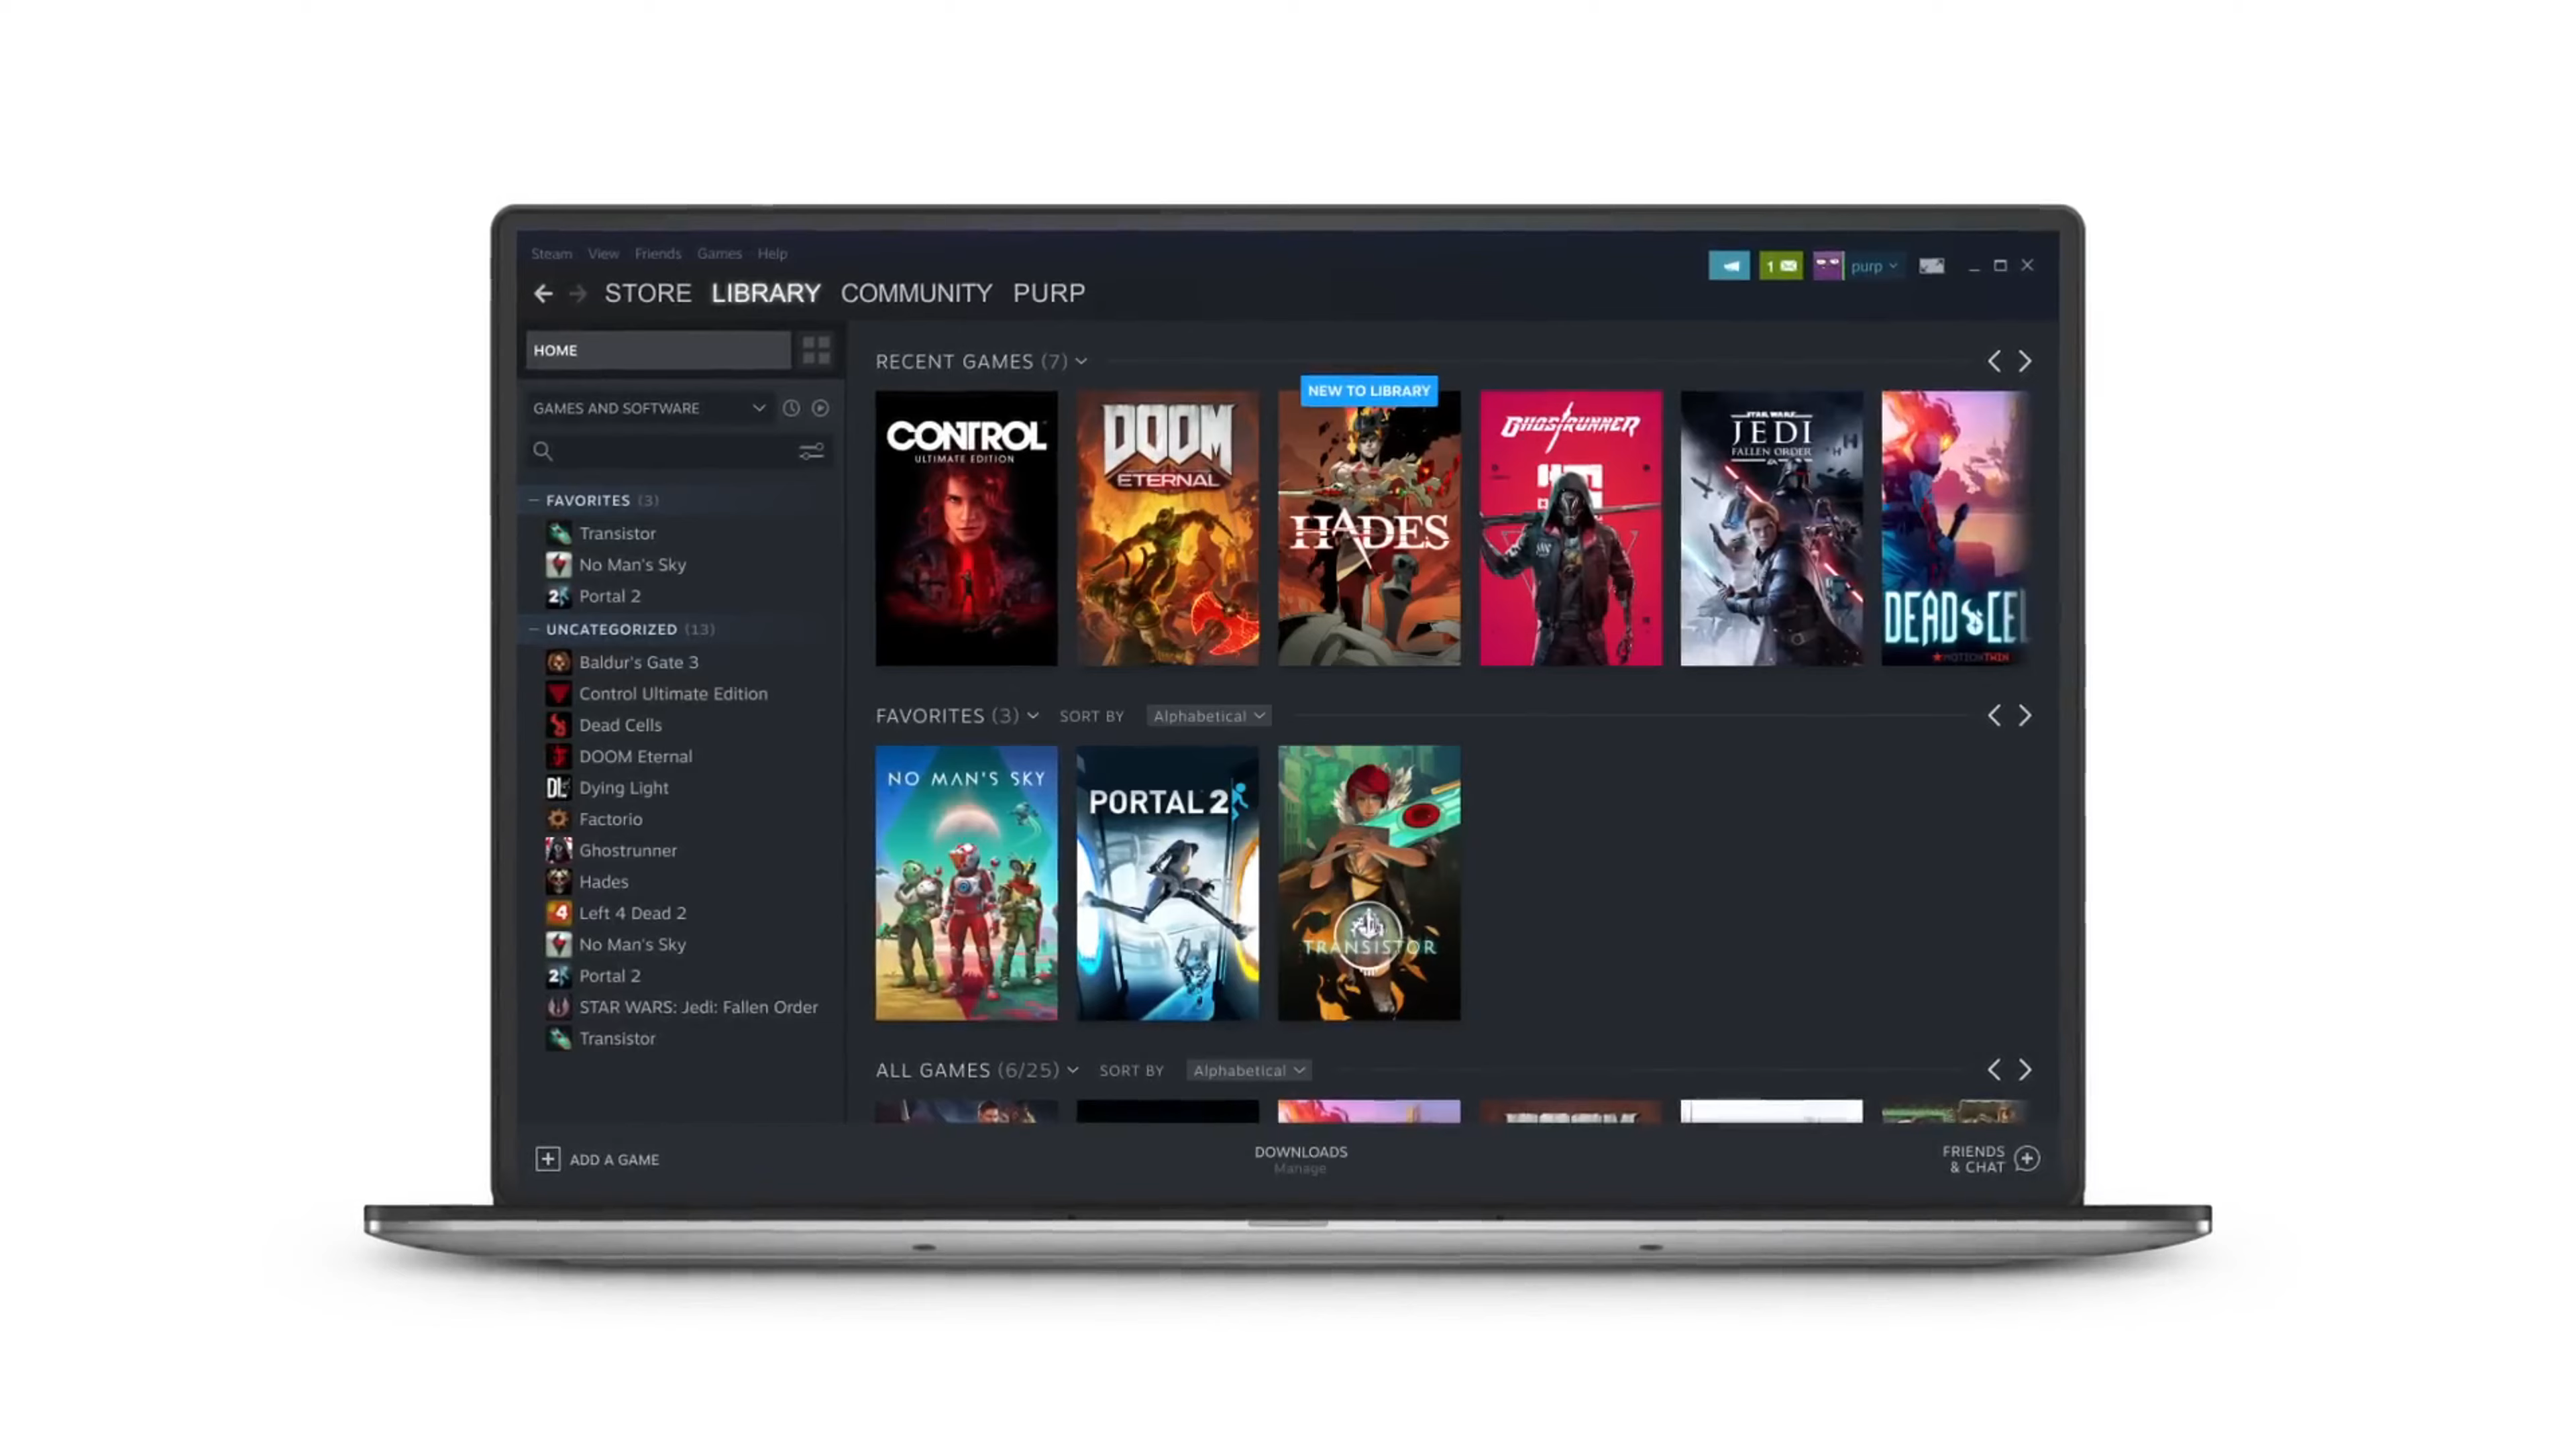 Steam View Friends Games Help
1
purp
STORE LIBRARY COMMUNITY PURP
HOME
GAMES AND SOFTWARE
FAVORITES (3)
Transistor
No Man's Sky
Portal 2
UNCATEGORIZED (13)
Baldur's Gate 3
Control Ultimate Edition
Dead Cells
DOOM Eternal
DL Dying Light
Factorio
Ghostrunner
Hades
4 Left 4 Dead 2
No Man's Sky
2 Portal 2
STAR WARS: Jedi: Fallen Order
Transistor
RECENT GAMES (7)
CONTROL
ULTIMATE EDITION
DOOM
ETERNAL
NEW TO LIBRARY
HADES
GHOSTRUNNER
STAR WARS
JEDI
FALLEN ORDER
DEAD CEL
MOTIONTWIN
FAVORITES (3) SORT BY Alphabetical
NO MAN'S SKY
PORTAL 2
TRANSISTOR
ALL GAMES (6/25) SORT BY Alphabetical
ADD A GAME
DOWNLOADS
Manage
FRIENDS
& CHAT